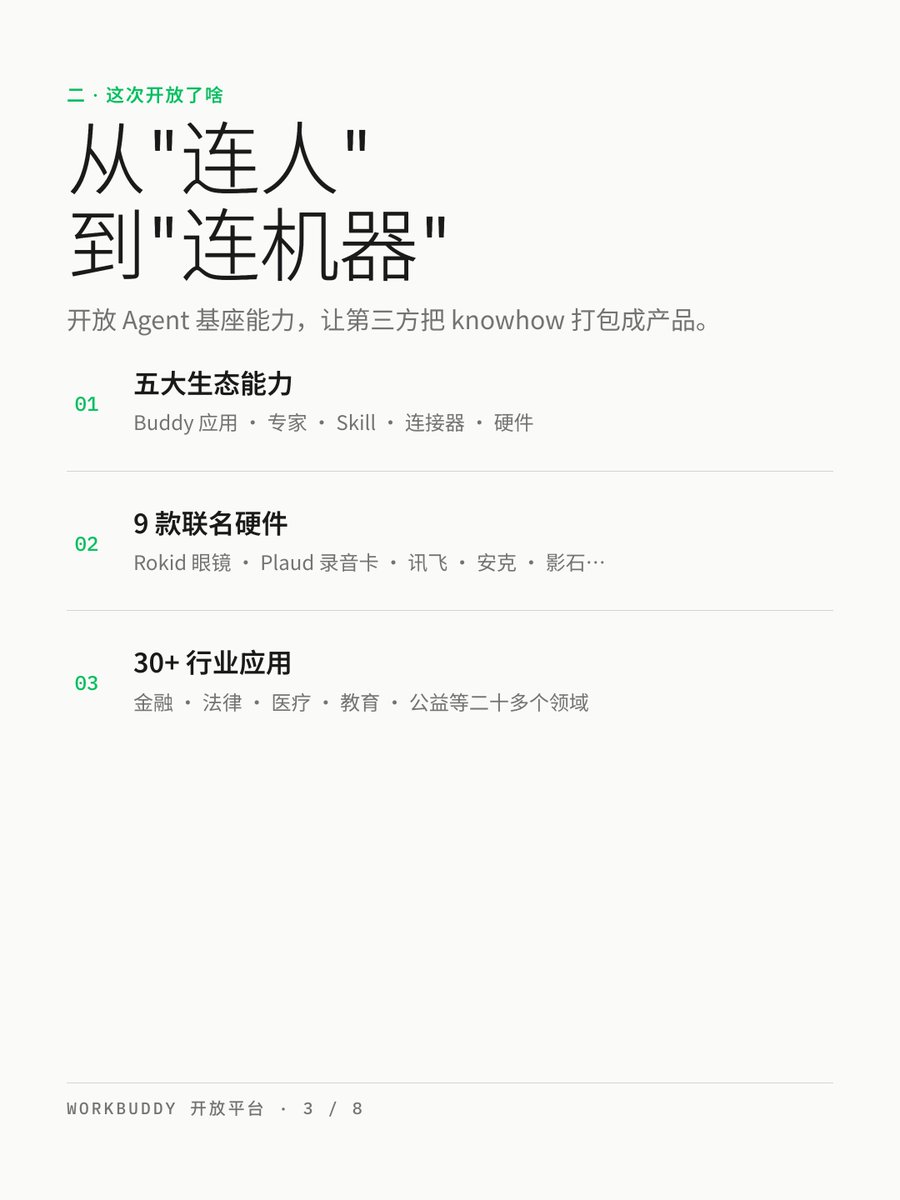 二 · 这次开放了啥
从"连人"
到"连机器"
开放 Agent 基座能力，让第三方把 knowhow 打包成产品。
01
五大生态能力
Buddy 应用 · 专家 · Skill · 连接器 · 硬件
02
9 款联名硬件
Rokid 眼镜 · Plaud 录音卡 · 讯飞 · 安克 · 影石…
03
30+ 行业应用
金融 · 法律 · 医疗 · 教育 · 公益等二十多个领域
WORKBUDDY 开放平台 · 3 / 8